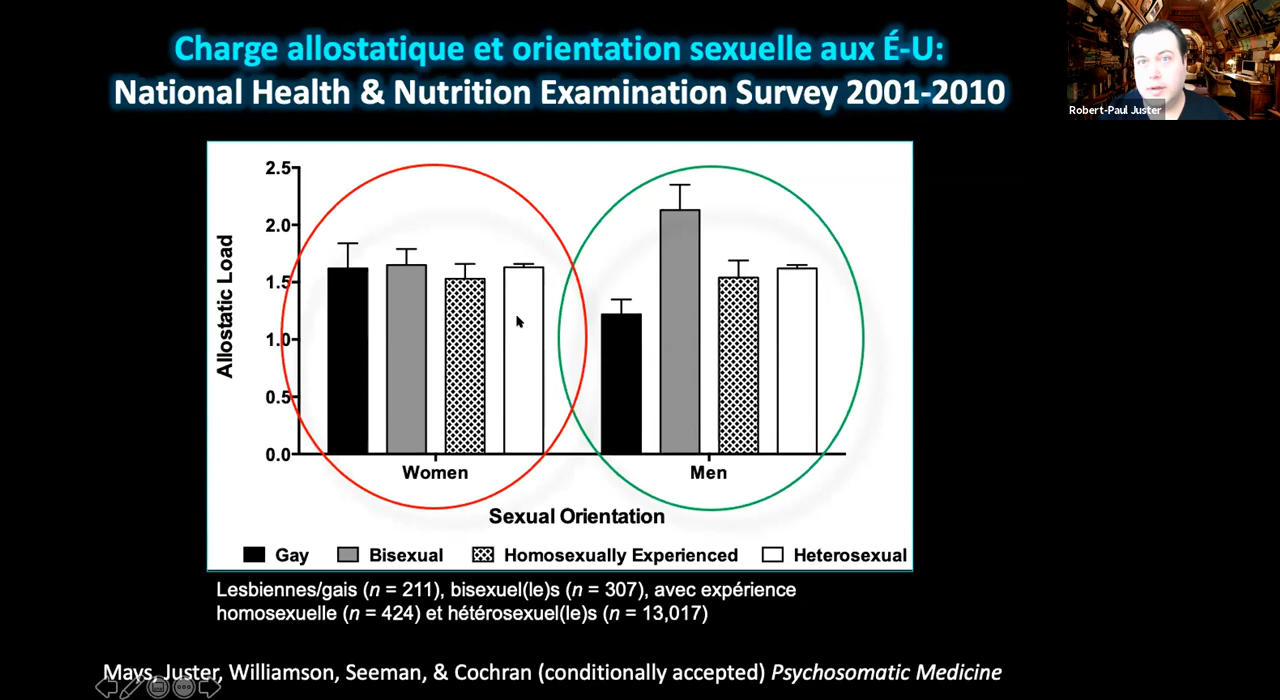 Charge allostatique et orientation sexuelle aux É-U:
National Health & Nutrition Examination Survey 2001-2010
Robert-Paul Juster
2.5
2.0
1.5
1.0
0.5
0.0
Allostatic Load
Women
Men
Sexual Orientation
Gay
Bisexual
Homosexually Experienced
Heterosexual
Lesbiennes/gais (n = 211), bisexuel(le)s (n = 307), avec expérience
homosexuelle (n = 424) et hétérosexuel(le)s (n = 13,017)
Mays, Juster, Williamson, Seeman, & Cochran (conditionally accepted) Psychosomatic Medicine